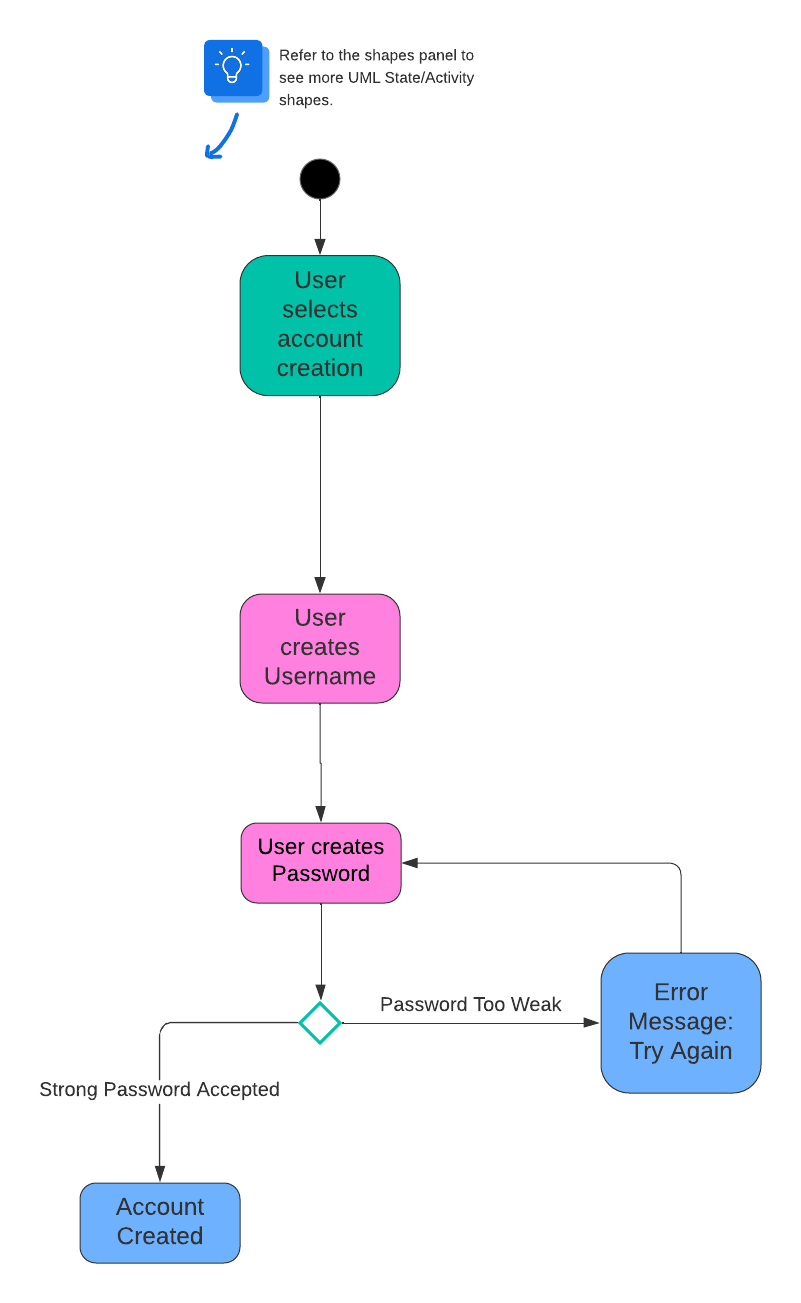 Refer to the shapes panel to
see more UML State/Activity
shapes.
User
selects
account
creation
User
creates
Username
User creates
Password
Password Too Weak
Error
Message:
Try Again
Strong Password Accepted
Account
Created